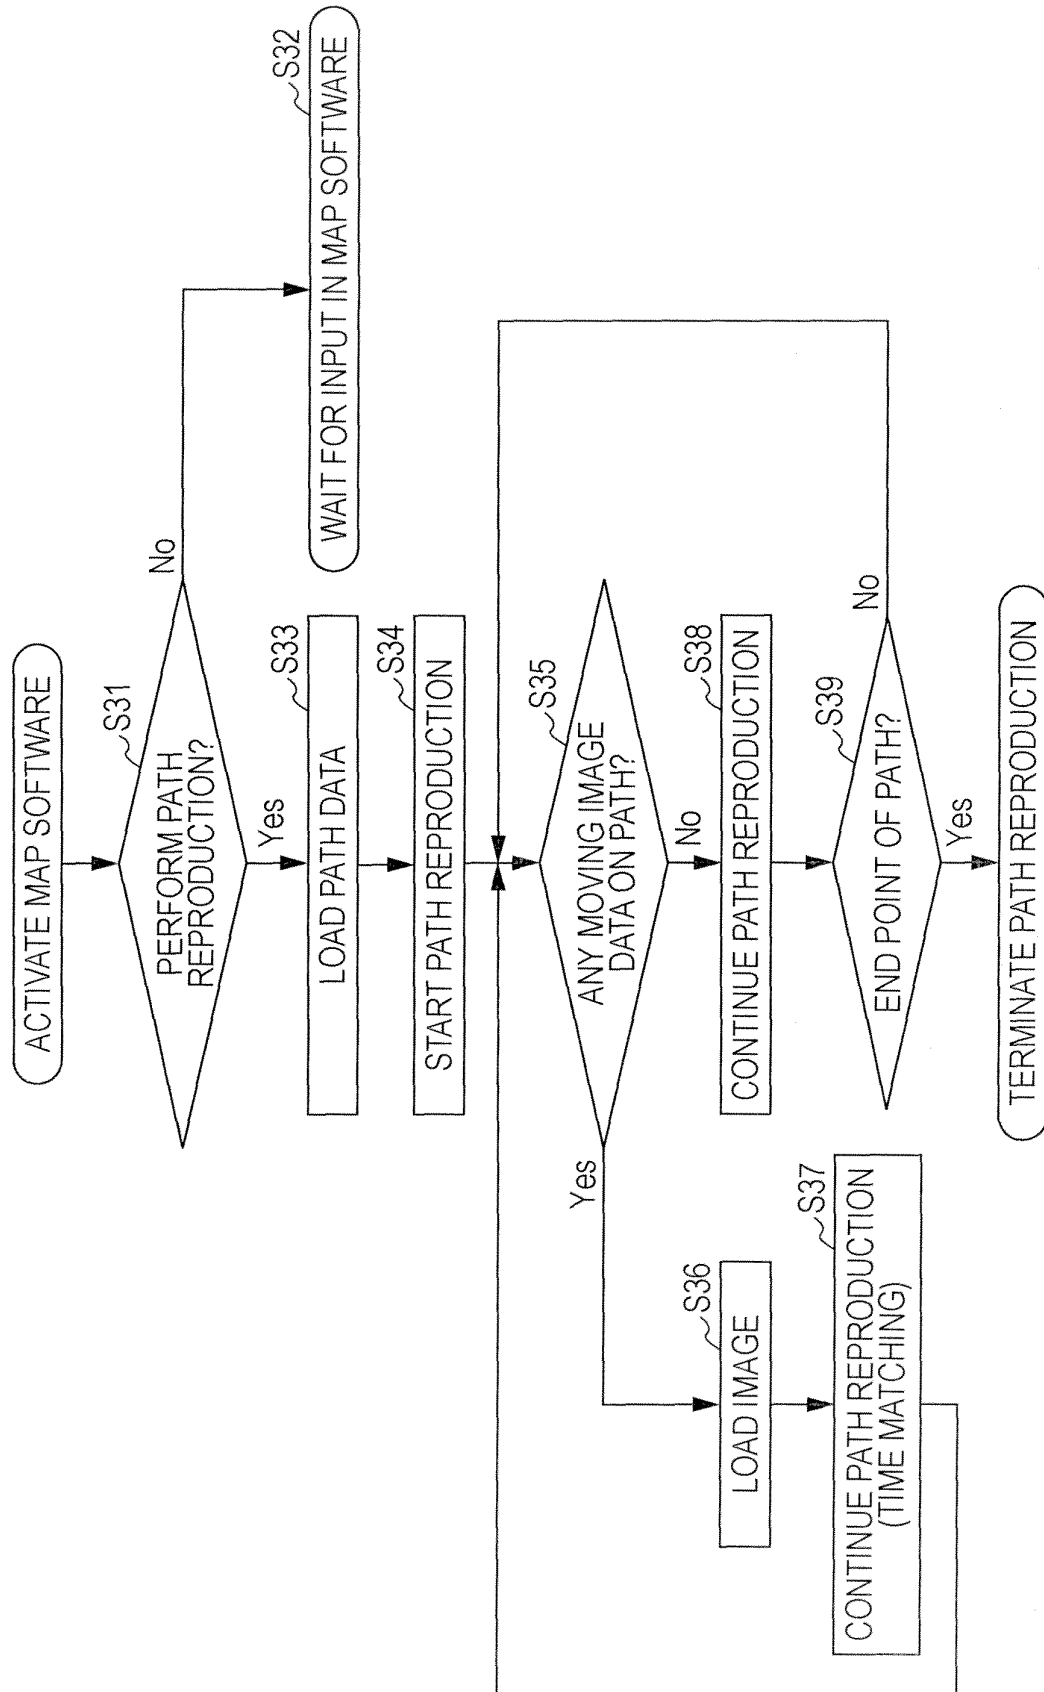 ACTIVATE MAP SOFTWARE
S31
PERFORM PATH
REPRODUCTION?
No
Yes
S32
WAIT FOR INPUT IN MAP SOFTWARE
S33
LOAD PATH DATA
S34
START PATH REPRODUCTION
S35
ANY MOVING IMAGE
DATA ON PATH?
Yes
No
S36
LOAD IMAGE
S37
CONTINUE PATH REPRODUCTION
(TIME MATCHING)
S38
CONTINUE PATH REPRODUCTION
S39
END POINT OF PATH?
No
Yes
TERMINATE PATH REPRODUCTION